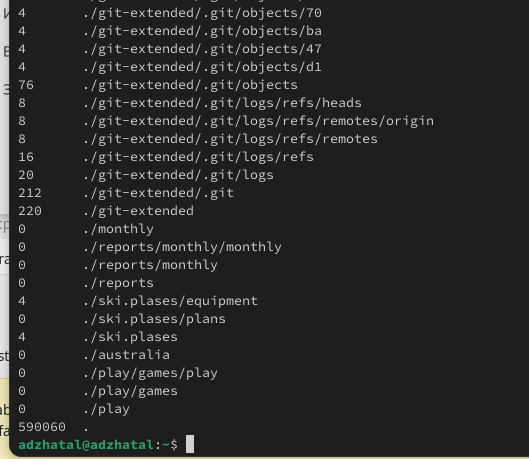 4 ./git-extended/.git/objects/70
4 ./git-extended/.git/objects/ba
4 ./git-extended/.git/objects/47
4 ./git-extended/.git/objects/d1
76 ./git-extended/.git/objects
8 ./git-extended/.git/logs/refs/heads
8 ./git-extended/.git/logs/refs/remotes/origin
8 ./git-extended/.git/logs/refs/remotes
16 ./git-extended/.git/logs/refs
20 ./git-extended/.git/logs
212 ./git-extended/.git
220 ./git-extended
0 ./monthly
0 ./reports/monthly/monthly
0 ./reports/monthly
0 ./reports
4 ./ski.plases/equipment
0 ./ski.plases/plans
4 ./ski.plases
0 ./australia
0 ./play/games/play
0 ./play/games
0 ./play
590060 .
adzhatal@adzhatal:~$